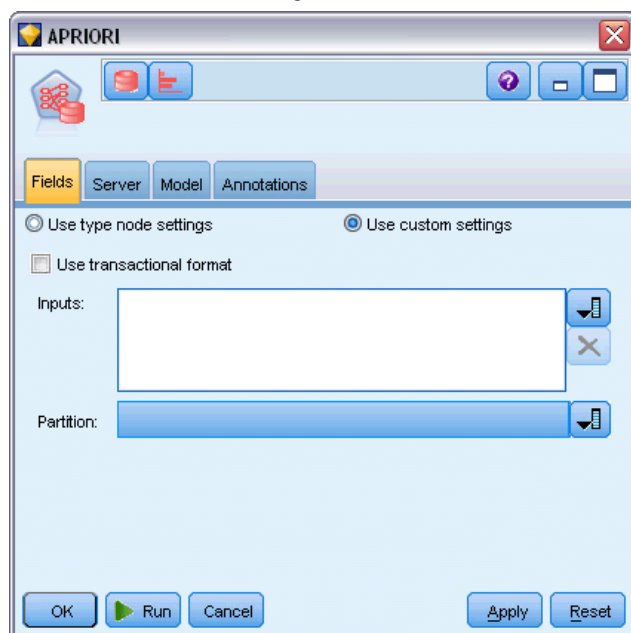 APRIORI
Fields Server Model Annotations
Use type node settings Use custom settings
Use transactional format
Inputs:
Partition:
OK Run Cancel Apply Reset